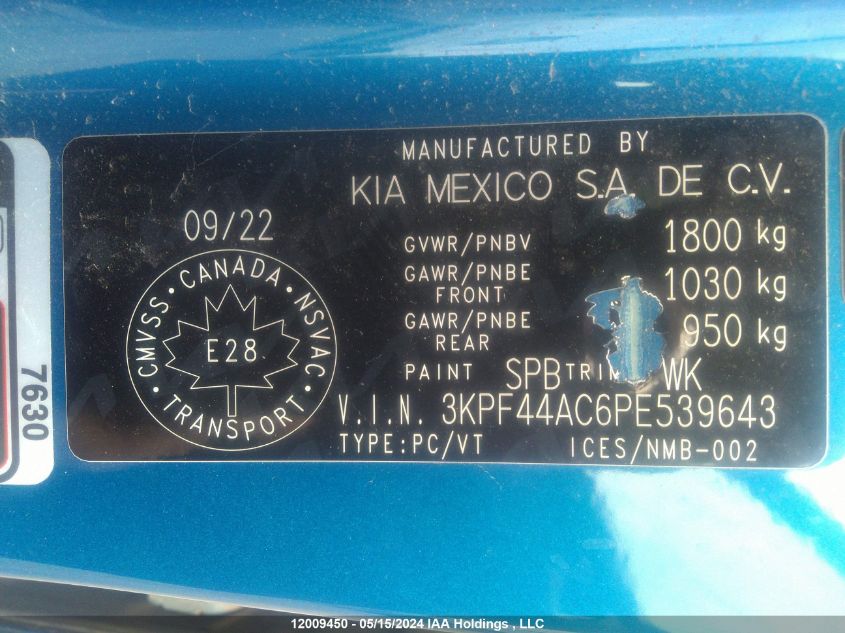 MANUFACTURED BY
KIA MEXICO S.A. DE C.V.
09/22
GVWR/PNBV 1800 kg
GAWR/PNBE FRONT 1030 kg
GAWR/PNBE REAR 950 kg
PAINT SPB TRIM WK
V.I.N. 3KPF44AC6PE539643
TYPE:PC/VT ICES/NMB-002
CMVSS · CANADA · NSVAC · TRANSPORT ·
E28
7630
12009450 - 05/15/2024 IAA Holdings , LLC